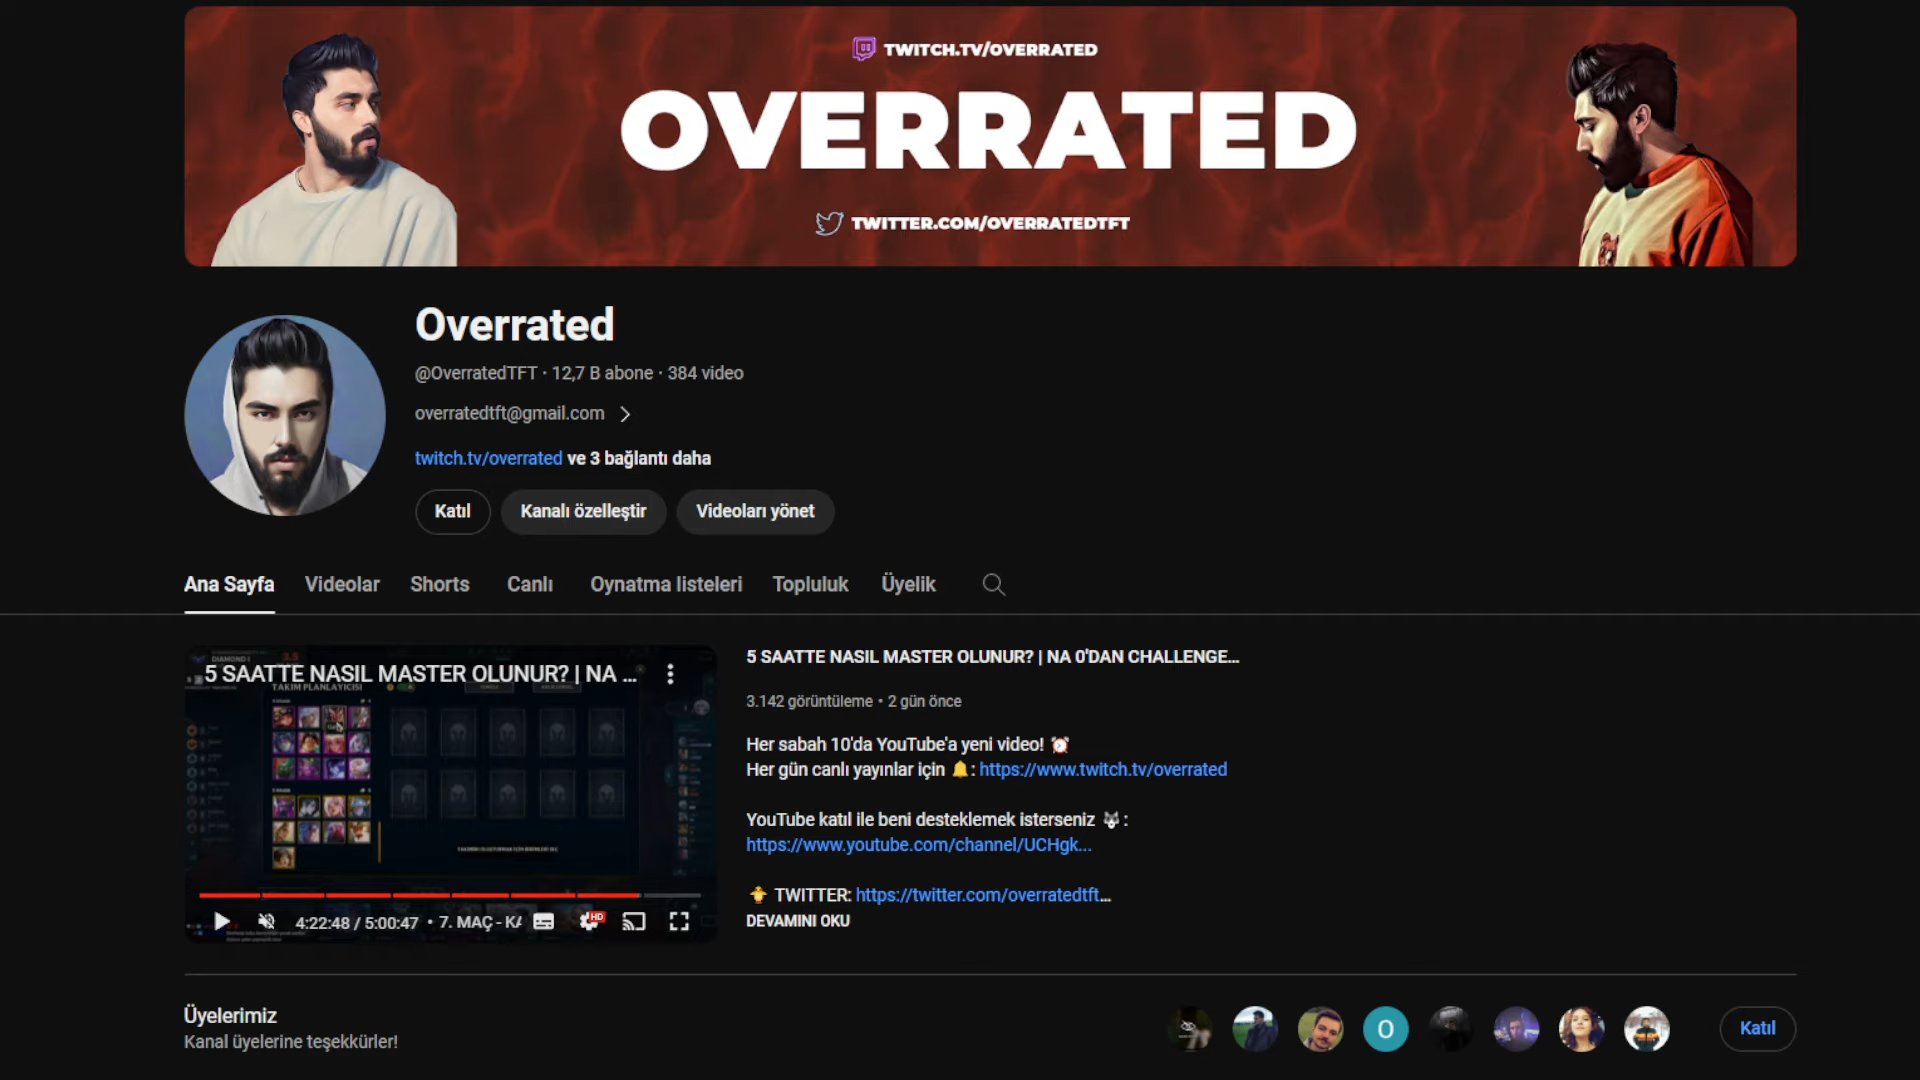 TWITCH.TV/OVERRATED
OVERRATED
TWITTER.COM/OVERRATEDTFT
Overrated
@OverratedTFT · 12,7 B abone · 384 video
overratedtft@gmail.com
twitch.tv/overrated ve 3 bağlantı daha
Katıl
Kanalı özelleştir
Videoları yönet
Ana Sayfa
Videolar
Shorts
Canlı
Oynatma listeleri
Topluluk
Üyelik
5 SAATTE NASIL MASTER OLUNUR? | NA ...
DIAMOND I
TAKIM PLANLAYICISI
4:22:48 / 5:00:47 • 7. MAÇ - KA
HD
5 SAATTE NASIL MASTER OLUNUR? | NA 0'DAN CHALLENGE...
3.142 görüntüleme • 2 gün önce
Her sabah 10'da YouTube'a yeni video! ⏰
Her gün canlı yayınlar için 🔔: https://www.twitch.tv/overrated
YouTube katıl ile beni desteklemek isterseniz 🐺 :
https://www.youtube.com/channel/UCHgk...
🐥 TWITTER: https://twitter.com/overratedtft...
DEVAMINI OKU
Üyelerimiz
Kanal üyelerine teşekkürler!
O
Katıl